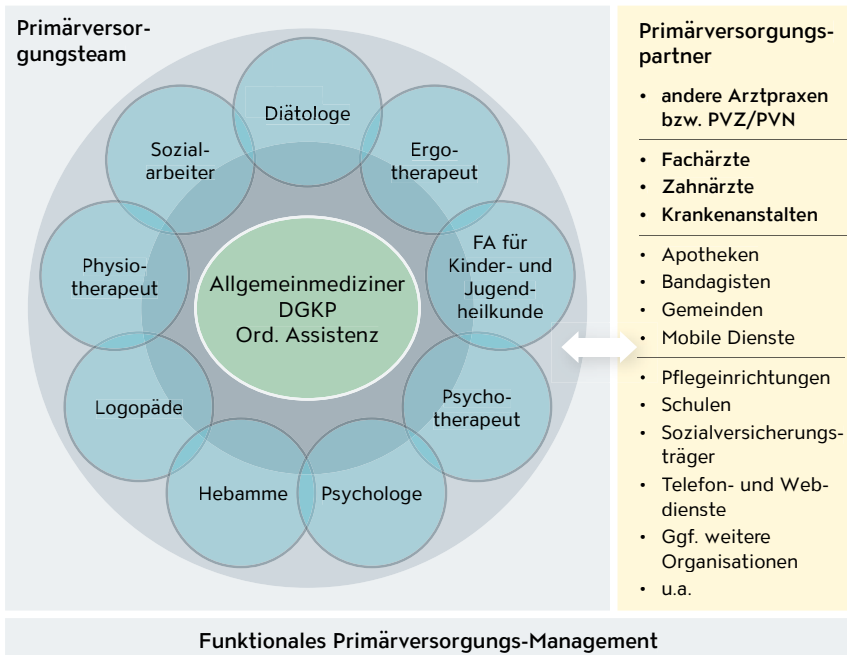 Primärversor-
gungsteam
Diätologe
Ergo-
therapeut
FA für
Kinder- und
Jugend-
heilkunde
Psycho-
therapeut
Psychologe
Hebamme
Logopäde
Physio-
therapeut
Sozial-
arbeiter
Allgemeinmediziner
DGKP
Ord. Assistenz
Primärversorgungs-
partner
• andere Arztpraxen
bzw. PVZ/PVN
• Fachärzte
• Zahnärzte
• Krankenanstalten
• Apotheken
• Bandagisten
• Gemeinden
• Mobile Dienste
• Pflegeinrichtungen
• Schulen
• Sozialversicherungs-
träger
• Telefon- und Web-
dienste
• Ggf. weitere
Organisationen
• u.a.
Funktionales Primärversorgungs-Management